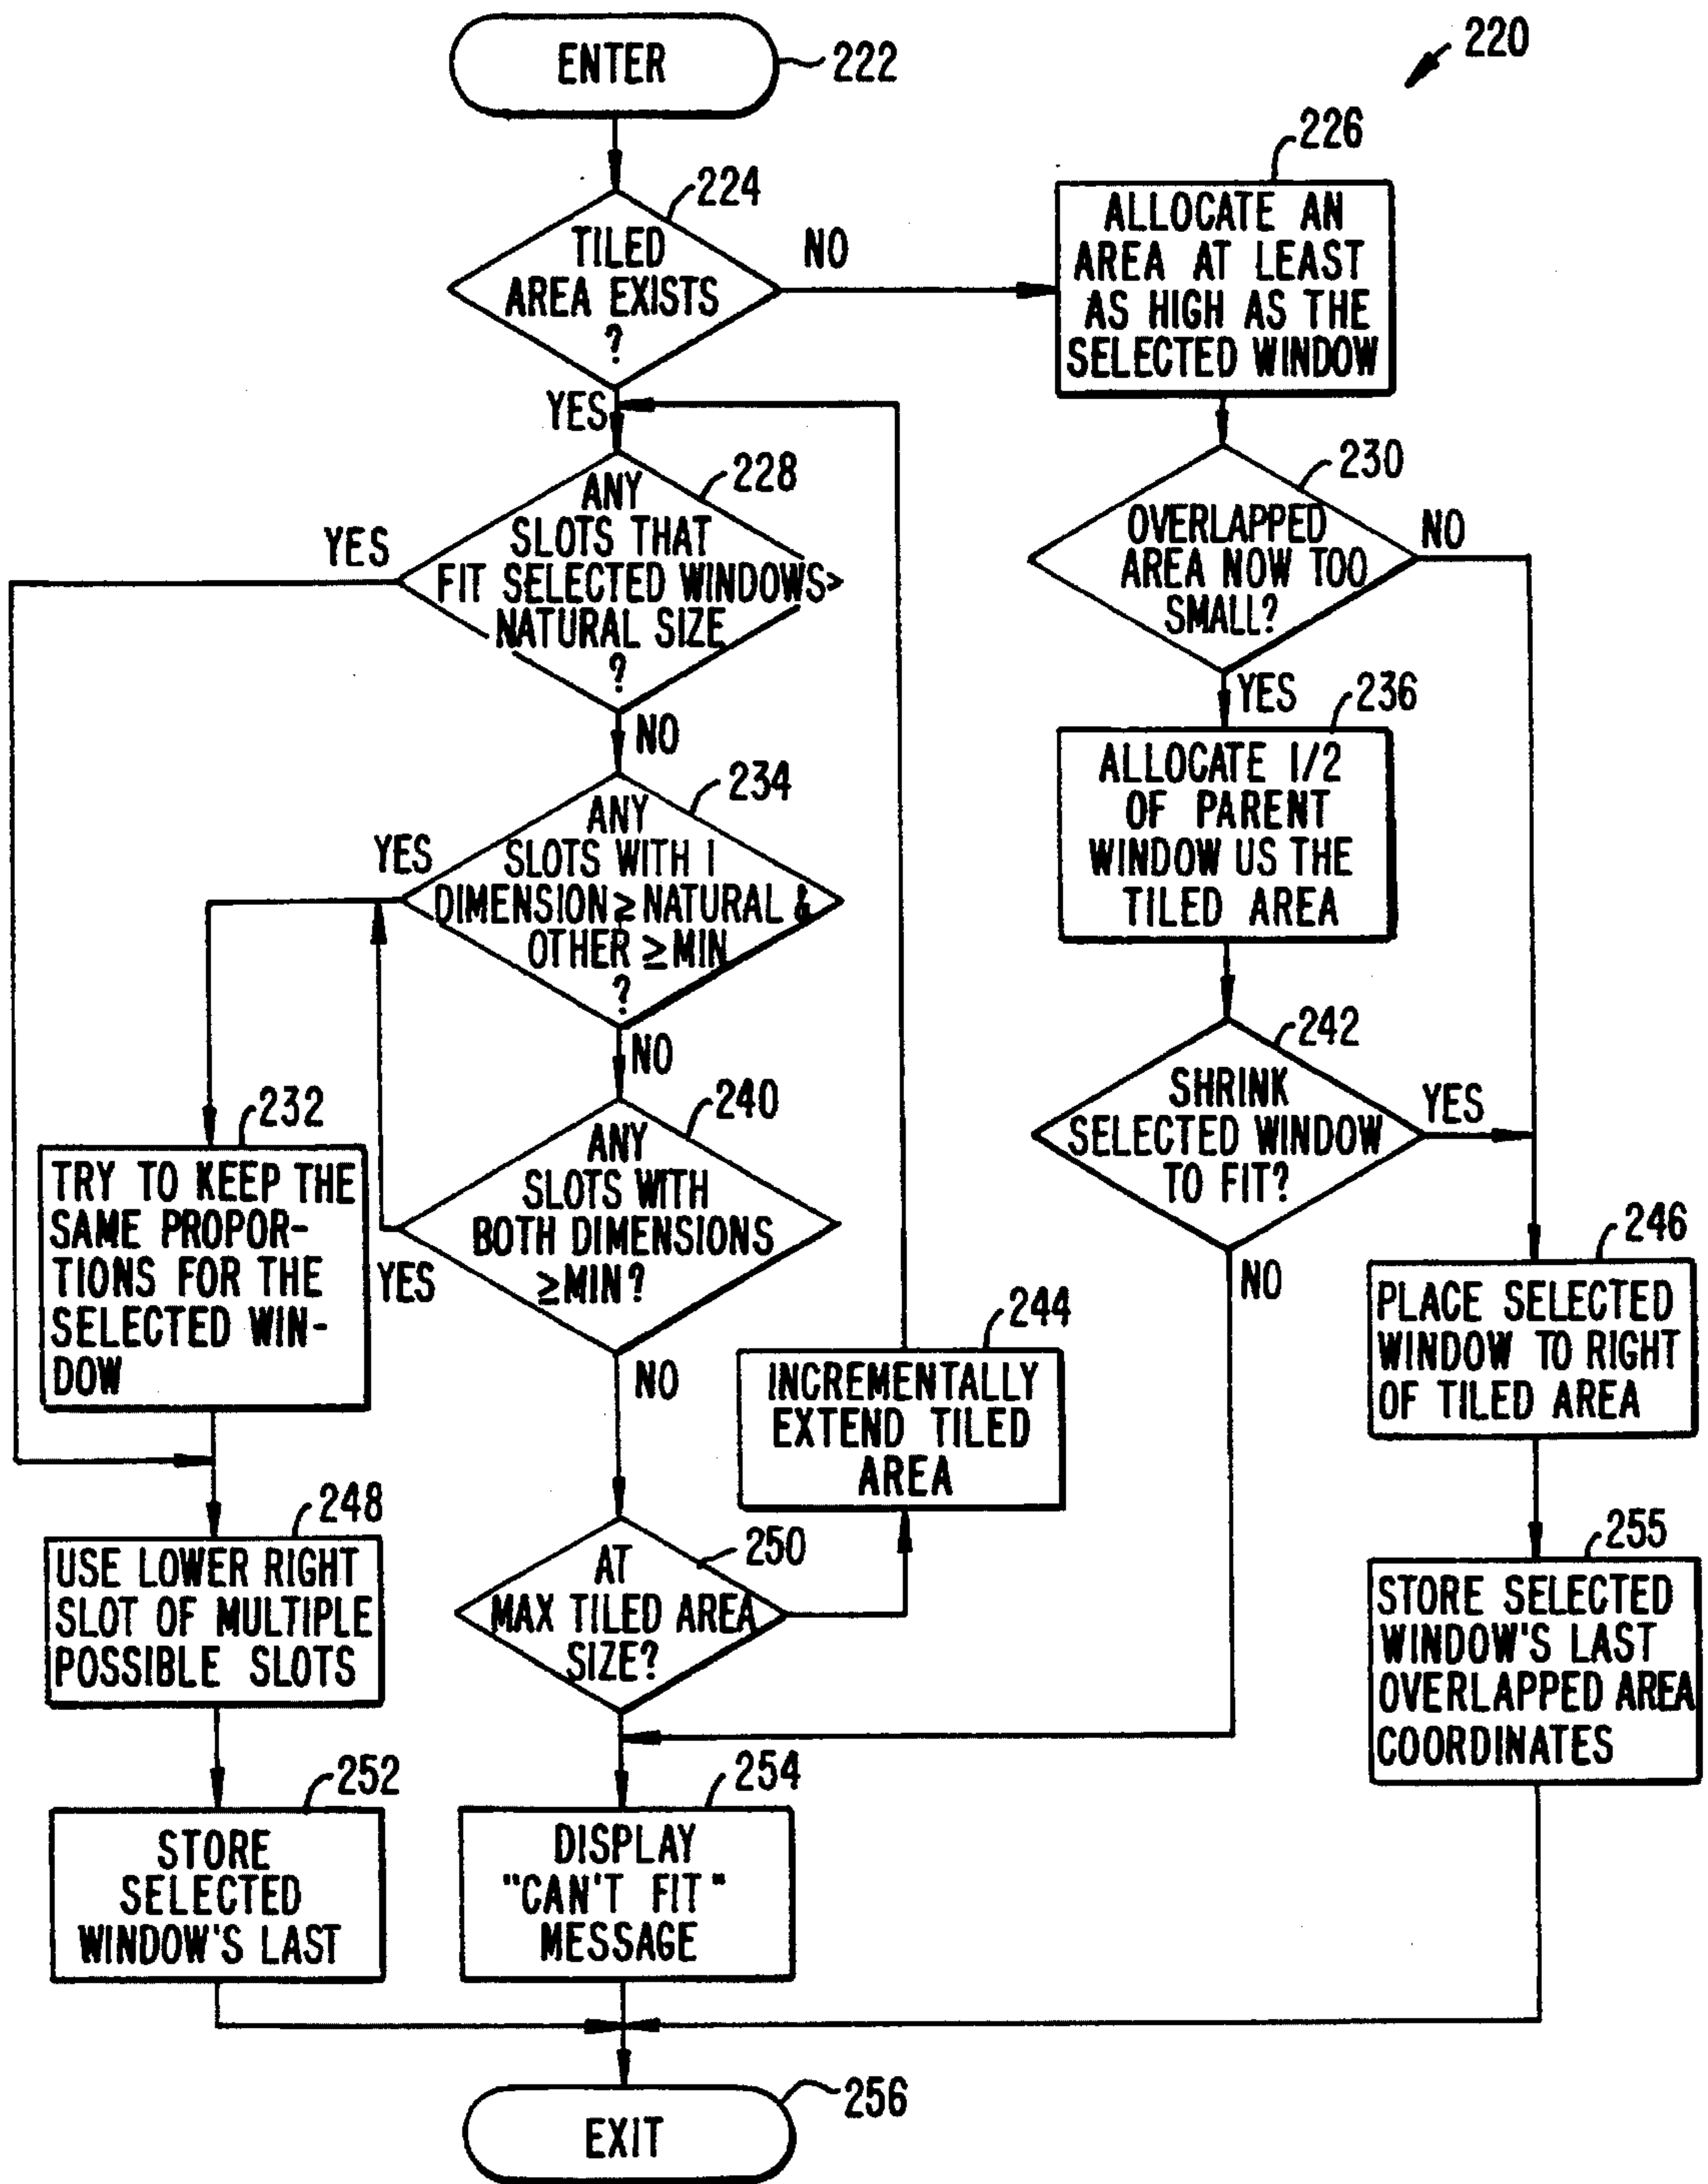 ENTER
222
220
224
TILED
AREA EXISTS
?
NO
YES
226
ALLOCATE AN
AREA AT LEAST
AS HIGH AS THE
SELECTED WINDOW
228
ANY
SLOTS THAT
FIT SELECTED WINDOWS>
NATURAL SIZE
?
YES
NO
230
OVERLAPPED
AREA NOW TOO
SMALL?
NO
YES
234
ANY
SLOTS WITH 1
DIMENSION ≥ NATURAL &
OTHER ≥ MIN
?
YES
NO
236
ALLOCATE 1/2
OF PARENT
WINDOW US THE
TILED AREA
232
TRY TO KEEP THE
SAME PROPOR-
TIONS FOR THE
SELECTED WIN-
DOW
240
ANY
SLOTS WITH
BOTH DIMENSIONS
≥ MIN?
YES
NO
242
SHRINK
SELECTED WINDOW
TO FIT?
YES
NO
244
INCREMENTALLY
EXTEND TILED
AREA
246
PLACE SELECTED
WINDOW TO RIGHT
OF TILED AREA
248
USE LOWER RIGHT
SLOT OF MULTIPLE
POSSIBLE SLOTS
250
AT
MAX TILED AREA
SIZE?
255
STORE SELECTED
WINDOW'S LAST
OVERLAPPED AREA
COORDINATES
252
STORE
SELECTED
WINDOW'S LAST
254
DISPLAY
"CAN'T FIT"
MESSAGE
EXIT
256